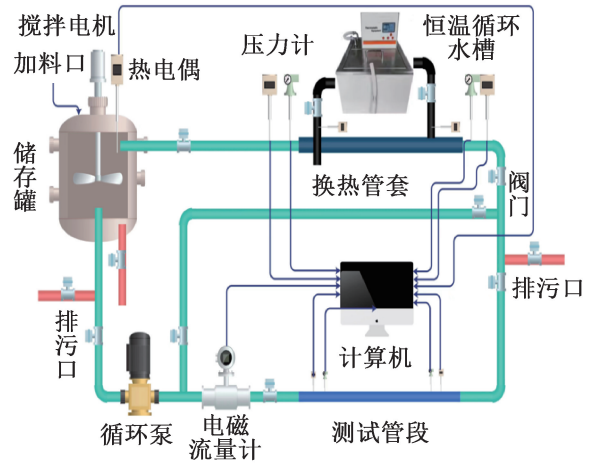 搅拌电机
加料口
热电偶
压力计
恒温循环
水槽
储存罐
换热管套
阀门
排污口
排污口
计算机
循环泵
电磁
流量计
测试管段